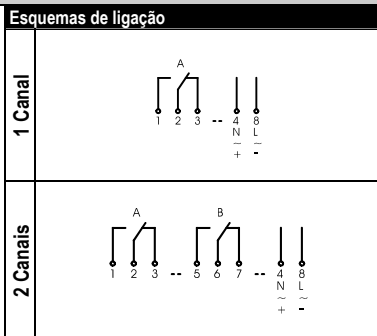 Esquemas de ligação
1 Canal
A
1 2 3 -- 4 8
N L
~ ~
+ -
2 Canais
A B
1 2 3 -- 5 6 7 -- 4 8
N L
~ ~
+ -